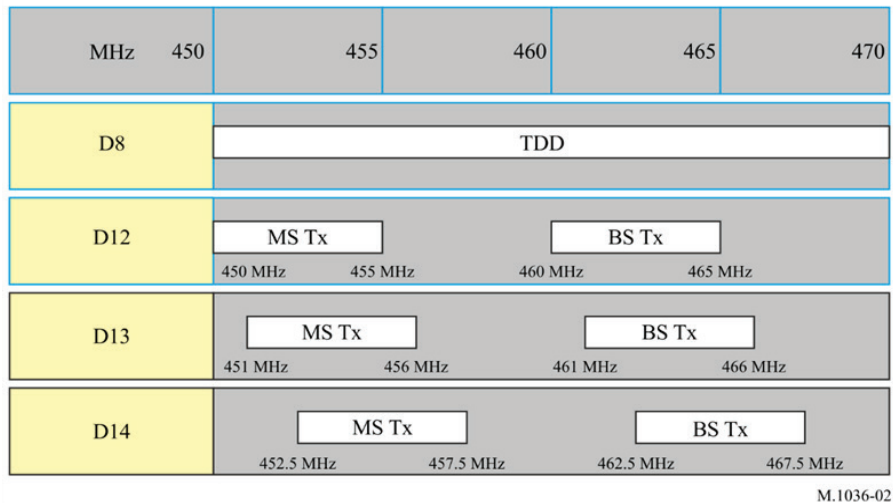 MHz 450 455 460 465 470
D8 TDD
D12 MS Tx BS Tx
450 MHz 455 MHz 460 MHz 465 MHz
D13 MS Tx BS Tx
451 MHz 456 MHz 461 MHz 466 MHz
D14 MS Tx BS Tx
452.5 MHz 457.5 MHz 462.5 MHz 467.5 MHz
M.1036-02